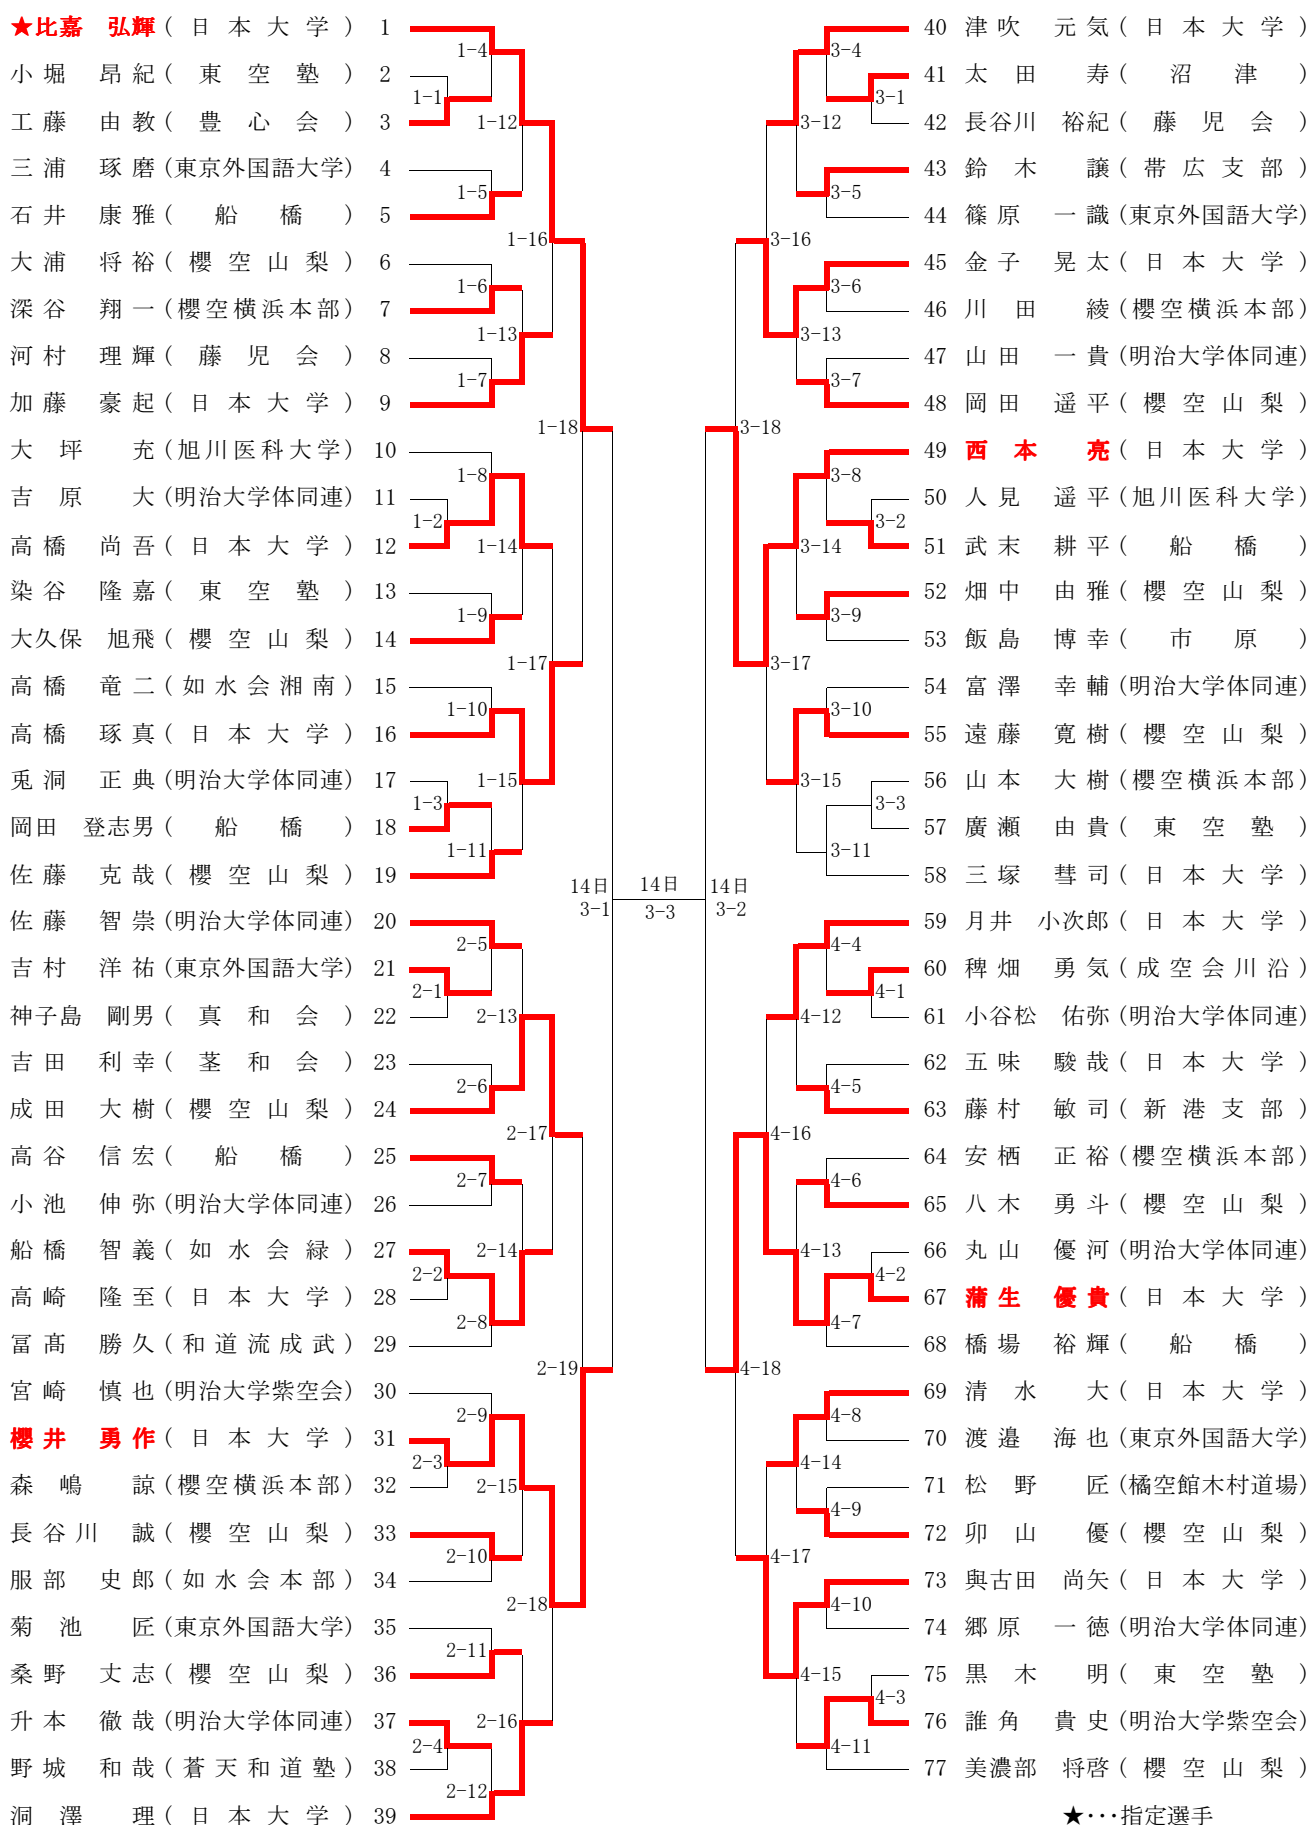 ★比嘉 弘輝 ( 日本大学 ) 1
1-4
小堀 昂紀 ( 東空塾 ) 2
1-1
工藤 由教 ( 豊心会 ) 3
1-12
三浦 琢磨 (東京外国語大学) 4
1-5
石井 康雅 ( 船橋 ) 5
1-16
大浦 将裕 ( 櫻空山梨 ) 6
1-6
深谷 翔一 (櫻空横浜本部) 7
1-13
河村 理輝 ( 藤児会 ) 8
1-7
加藤 豪起 ( 日本大学 ) 9
1-18
大坪 充 (旭川医科大学) 10
1-8
吉原 大 (明治大学体同連) 11
1-2
高橋 尚吾 ( 日本大学 ) 12
1-14
染谷 隆嘉 ( 東空塾 ) 13
1-9
大久保 旭飛 ( 櫻空山梨 ) 14
1-17
高橋 竜二 (如水会湘南) 15
1-10
高橋 琢真 ( 日本大学 ) 16
1-15
兎洞 正典 (明治大学体同連) 17
1-3
岡田 登志男 ( 船橋 ) 18
1-11
佐藤 克哉 ( 櫻空山梨 ) 19
14日
3-1
14日
3-3
14日
3-2
佐藤 智崇 (明治大学体同連) 20
2-5
吉村 洋祐 (東京外国語大学) 21
2-1
神子島 剛男 ( 真和会 ) 22
2-13
吉田 利幸 ( 茎和会 ) 23
2-6
成田 大樹 ( 櫻空山梨 ) 24
2-17
高谷 信宏 ( 船橋 ) 25
2-7
小池 伸弥 (明治大学体同連) 26
2-14
船橋 智義 ( 如水会緑 ) 27
2-2
高崎 隆至 ( 日本大学 ) 28
2-8
冨髙 勝久 (和道流成武) 29
2-19
宮崎 慎也 (明治大学紫空会) 30
2-9
櫻井 勇作 ( 日本大学 ) 31
2-3
森嶋 諒 (櫻空横浜本部) 32
2-15
長谷川 誠 ( 櫻空山梨 ) 33
2-10
服部 史郎 (如水会本部) 34
2-18
菊池 匠 (東京外国語大学) 35
2-11
桑野 丈志 ( 櫻空山梨 ) 36
2-16
升本 徹哉 (明治大学体同連) 37
2-4
野城 和哉 (蒼天和道塾) 38
2-12
洞澤 理 ( 日本大学 ) 39
40 津吹 元気 ( 日本大学 )
3-4
41 太田 寿 ( 沼津 )
3-1
42 長谷川 裕紀 ( 藤児会 )
3-12
43 鈴木 譲 ( 帯広支部 )
3-5
44 篠原 一識 (東京外国語大学)
3-16
45 金子 晃太 ( 日本大学 )
3-6
46 川田 綾 (櫻空横浜本部)
3-13
47 山田 一貴 (明治大学体同連)
3-7
48 岡田 遥平 ( 櫻空山梨 )
3-18
49 西本 亮 ( 日本大学 )
3-8
50 人見 遥平 (旭川医科大学)
3-2
51 武末 耕平 ( 船橋 )
3-14
52 畑中 由雅 ( 櫻空山梨 )
3-9
53 飯島 博幸 ( 市原 )
3-17
54 富澤 幸輔 (明治大学体同連)
3-10
55 遠藤 寛樹 ( 櫻空山梨 )
3-15
56 山本 大樹 (櫻空横浜本部)
3-3
57 廣瀬 由貴 ( 東空塾 )
3-11
58 三塚 彗司 ( 日本大学 )
59 月井 小次郎 ( 日本大学 )
4-4
60 稗畑 勇気 ( 成空会川沿 )
4-1
61 小谷松 佑弥 (明治大学体同連)
4-12
62 五味 駿哉 ( 日本大学 )
4-5
63 藤村 敏司 ( 新港支部 )
4-16
64 安栖 正裕 (櫻空横浜本部)
4-6
65 八木 勇斗 ( 櫻空山梨 )
4-13
66 丸山 優河 (明治大学体同連)
4-2
67 蒲生 優貴 ( 日本大学 )
4-7
68 橋場 裕輝 ( 船橋 )
4-18
69 清水 大 ( 日本大学 )
4-8
70 渡邉 海也 (東京外国語大学)
4-14
71 松野 匠 (橘空館木村道場)
4-9
72 卯山 優 ( 櫻空山梨 )
4-17
73 與古田 尚矢 ( 日本大学 )
4-10
74 郷原 一徳 (明治大学体同連)
4-15
75 黒木 明 ( 東空塾 )
4-3
76 誰角 貴史 (明治大学紫空会)
4-11
77 美濃部 将啓 ( 櫻空山梨 )
★・・・指定選手